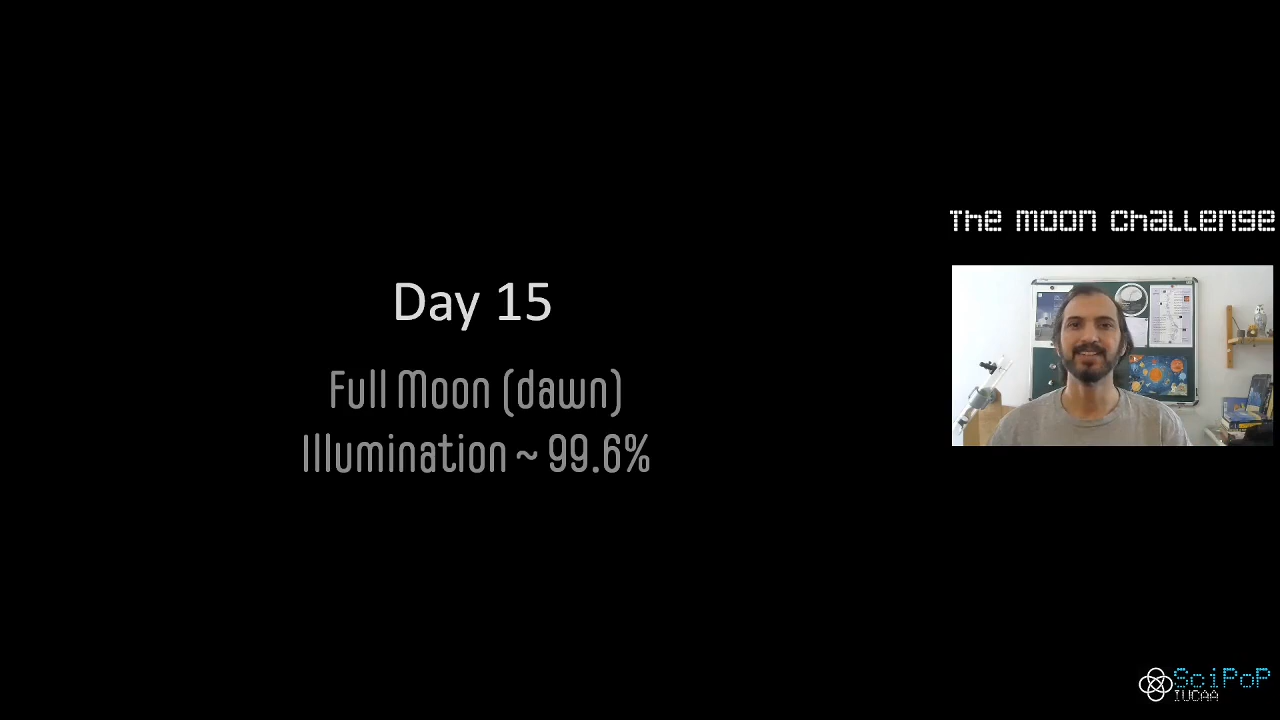 The Moon Challenge
Day 15
Full Moon (dawn)
Illumination ~ 99.6%
SciPoP
IUCAA